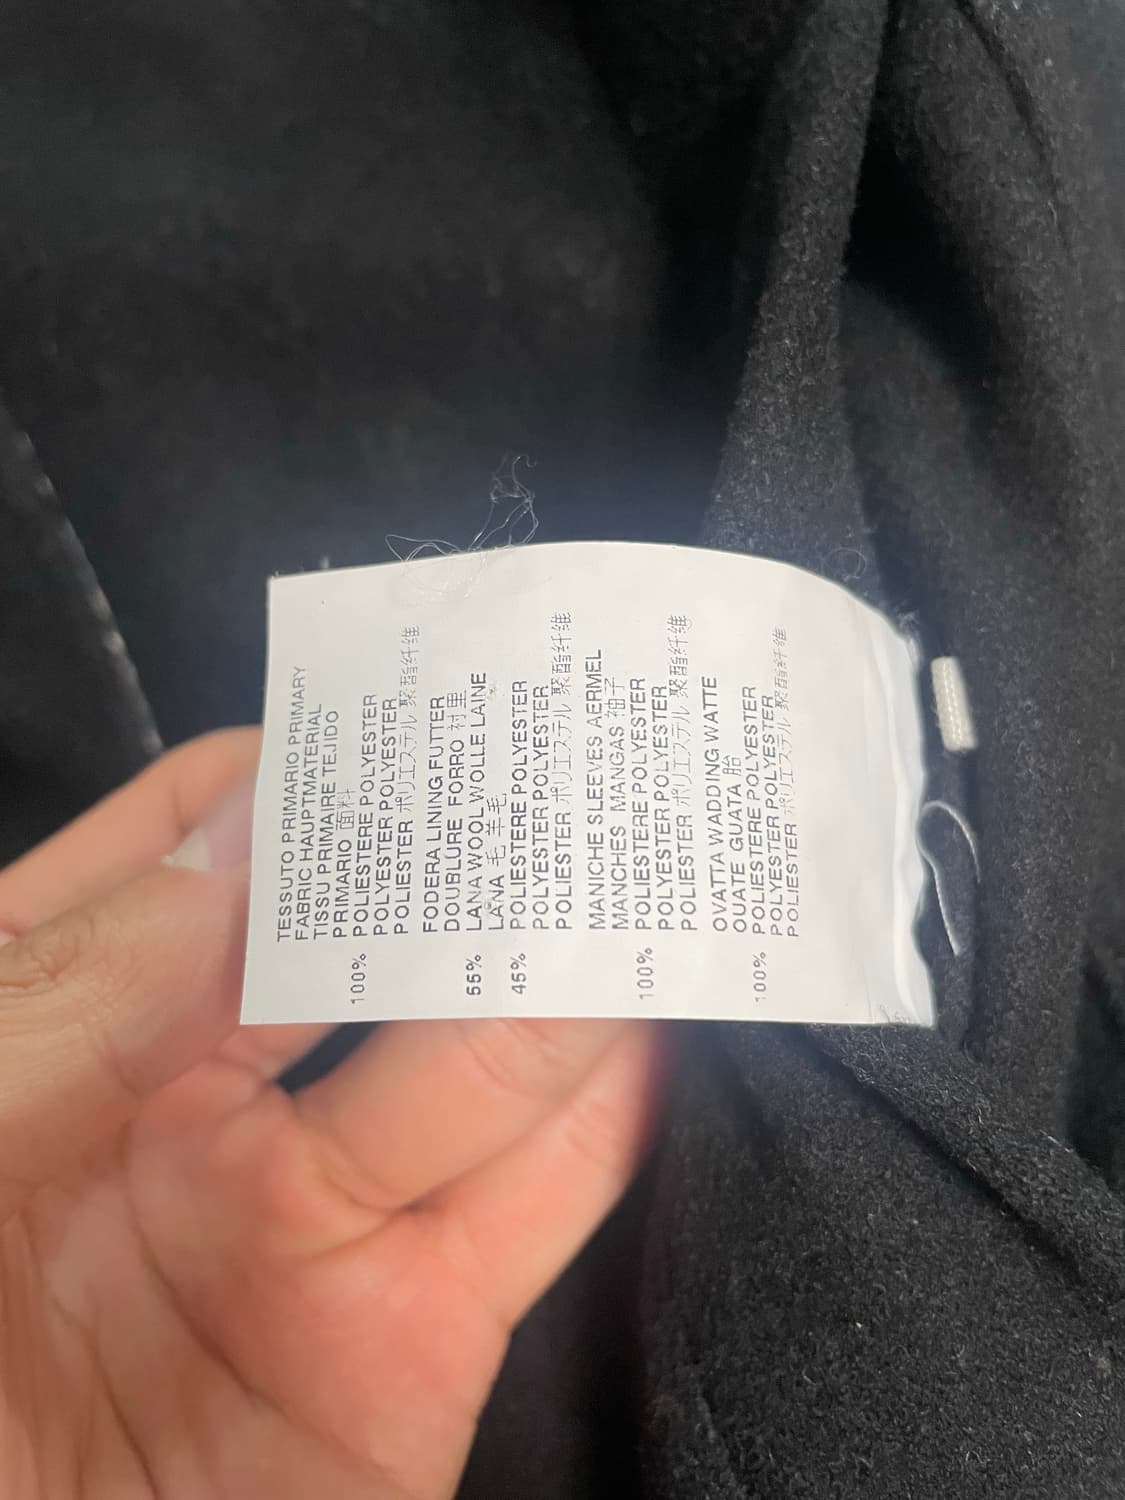 TESSUTO PRIMARIO PRIMARY
FABRIC HAUPTMATERIAL
TISSU PRIMAIRE TEJIDO
PRIMARIO 面料
100% POLIESTERE POLYESTER
POLYESTER POLYESTER
POLIESTER ポリエステル 聚酯纤维
FODERA LINING FUTTER
DOUBLURE FORRO 衬里
55% LANA WOOL WOLLE LAINE
LANA 毛 羊毛
45% POLIESTERE POLYESTER
POLYESTER POLYESTER
POLIESTER ポリエステル 聚酯纤维
MANICHE SLEEVES AERMEL
MANCHES MANGAS 袖子
100% POLIESTERE POLYESTER
POLYESTER POLYESTER
POLIESTER ポリエステル 聚酯纤维
OVATTA WADDING WATTE
OUATE GUATA 胎
100% POLIESTERE POLYESTER
POLYESTER POLYESTER
POLIESTER ポリエステル 聚酯纤维